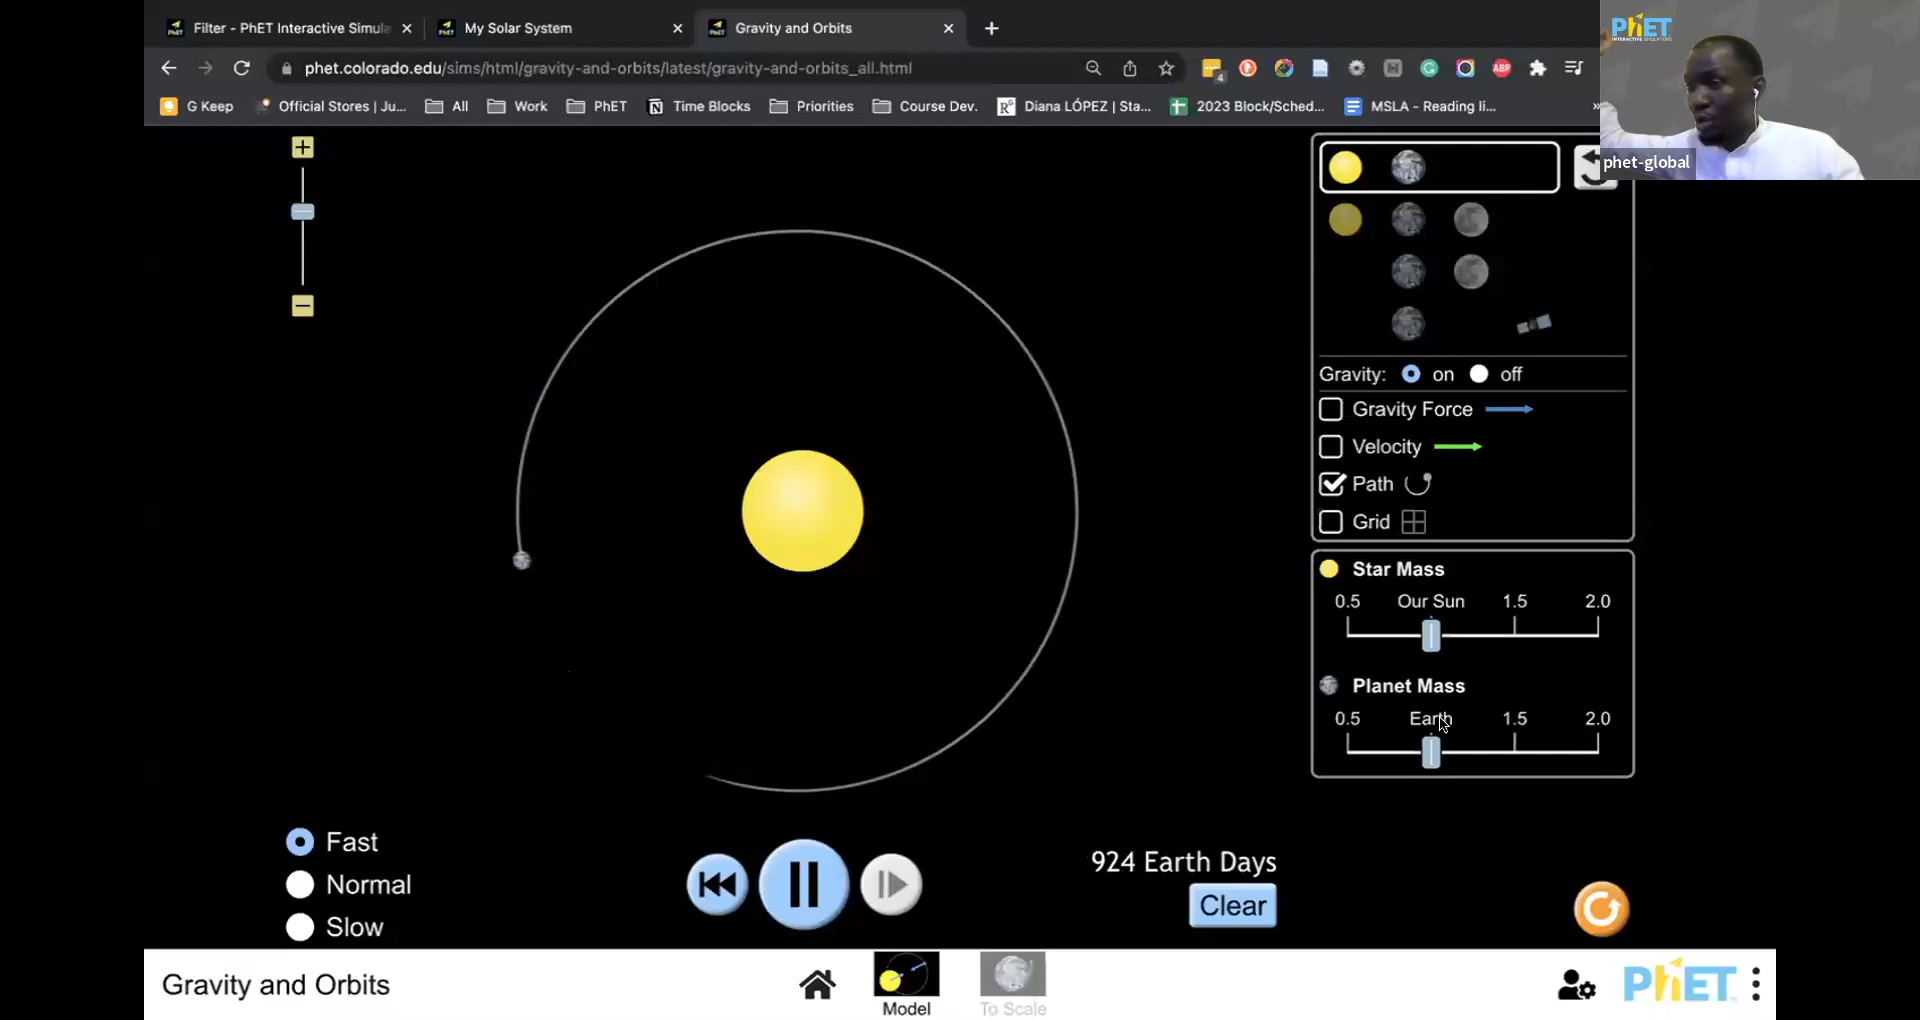 Filter - PhET Interactive Simula
My Solar System
Gravity and Orbits
phet.colorado.edu/sims/html/gravity-and-orbits/latest/gravity-and-orbits_all.html
G Keep
Official Stores | Ju...
All
Work
PhET
Time Blocks
Priorities
Course Dev.
Diana LÓPEZ | Sta...
2023 Block/Sched...
MSLA - Reading li...
»
4
ABP
PhET
INTERACTIVE SIMULATIONS
phet-global
Gravity: on off
Gravity Force
Velocity
Path
Grid
Star Mass
0.5 Our Sun 1.5 2.0
Planet Mass
0.5 Earth 1.5 2.0
Fast
Normal
Slow
924 Earth Days
Clear
Gravity and Orbits
Model
To Scale
PhET